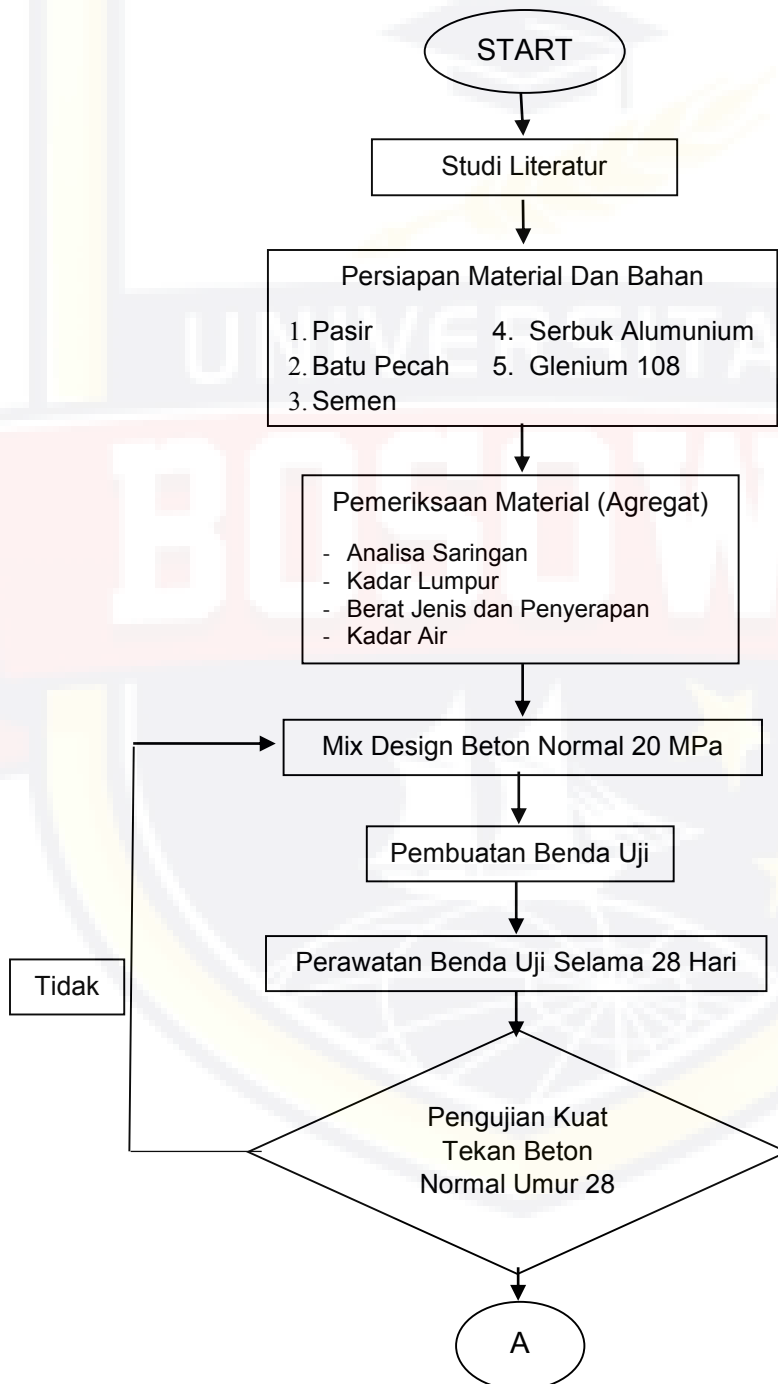 START
Studi Literatur
Persiapan Material Dan Bahan
1. Pasir 4. Serbuk Alumunium
2. Batu Pecah 5. Glenium 108
3. Semen
Pemeriksaan Material (Agregat)
- Analisa Saringan
- Kadar Lumpur
- Berat Jenis dan Penyerapan
- Kadar Air
Mix Design Beton Normal 20 MPa
Pembuatan Benda Uji
Perawatan Benda Uji Selama 28 Hari
Tidak
Pengujian Kuat
Tekan Beton
Normal Umur 28
A
UNIVERSITA
BOSOW